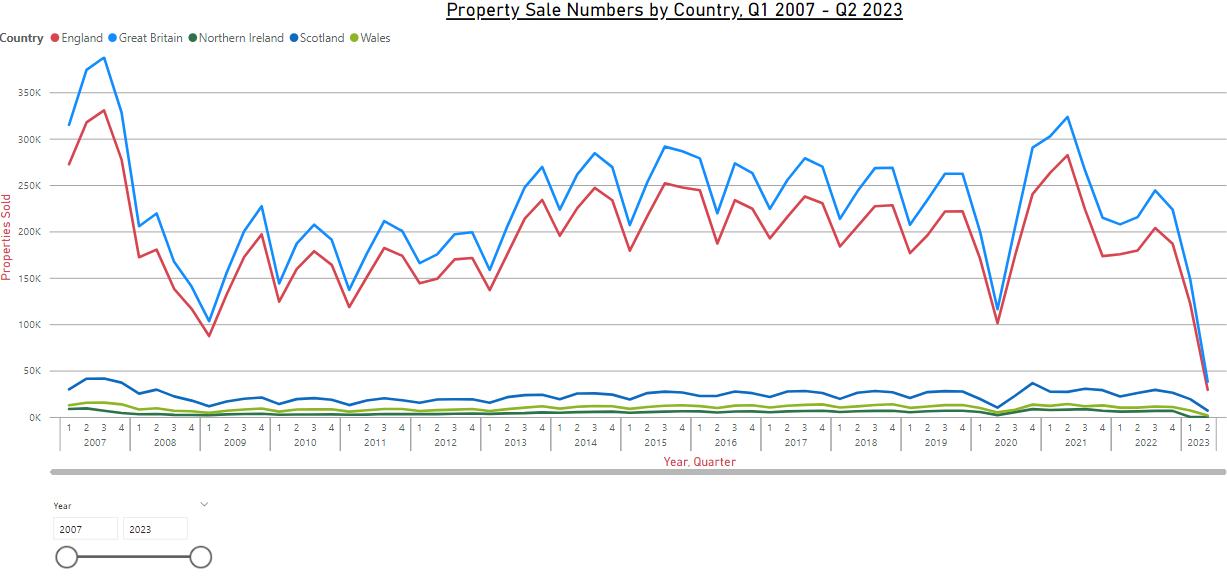 Property Sale Numbers by Country, Q1 2007 - Q2 2023
Country England Great Britain Northern Ireland Scotland Wales
350K
300K
250K
200K
150K
100K
50K
0K
Properties Sold
1 2 3 4 1 2 3 4 1 2 3 4 1 2 3 4 1 2 3 4 1 2 3 4 1 2 3 4 1 2 3 4 1 2 3 4 1 2 3 4 1 2 3 4 1 2 3 4 1 2 3 4 1 2 3 4 1 2 3 4 1 2 3 4 1 2
2007 2008 2009 2010 2011 2012 2013 2014 2015 2016 2017 2018 2019 2020 2021 2022 2023
Year, Quarter
Year
2007 2023